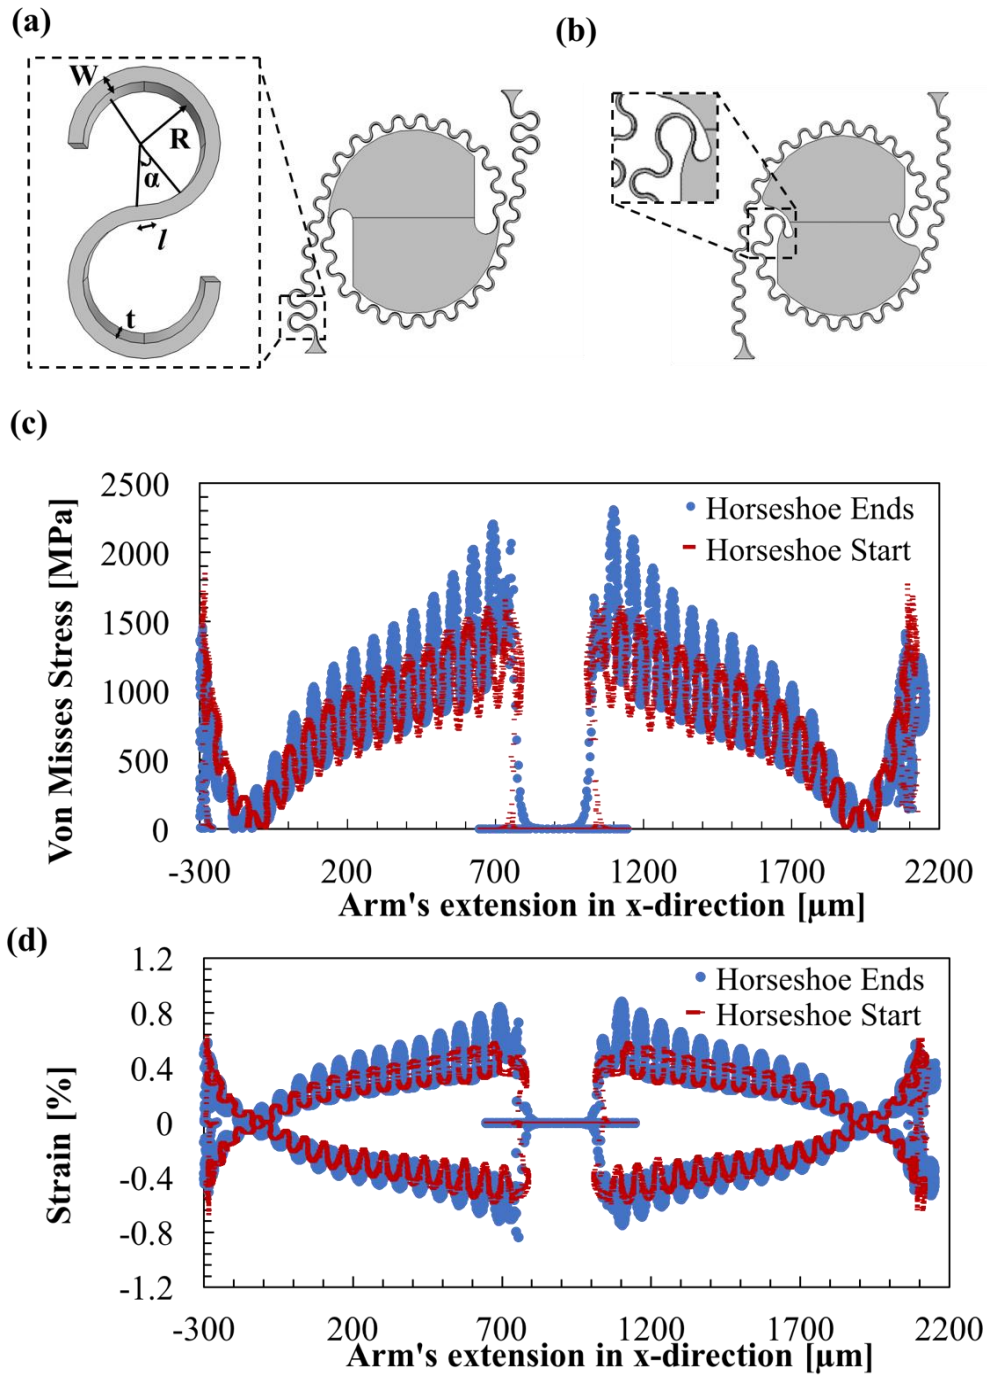 (a)
(b)
W
R
α
l
t
(c)
Von Misses Stress [MPa]
2500
2000
1500
1000
500
0
Horseshoe Ends
Horseshoe Start
-300 200 700 1200 1700 2200
Arm's extension in x-direction [µm]
(d)
Strain [%]
1.2
0.8
0.4
0
-0.4
-0.8
-1.2
Horseshoe Ends
Horseshoe Start
-300 200 700 1200 1700 2200
Arm's extension in x-direction [µm]